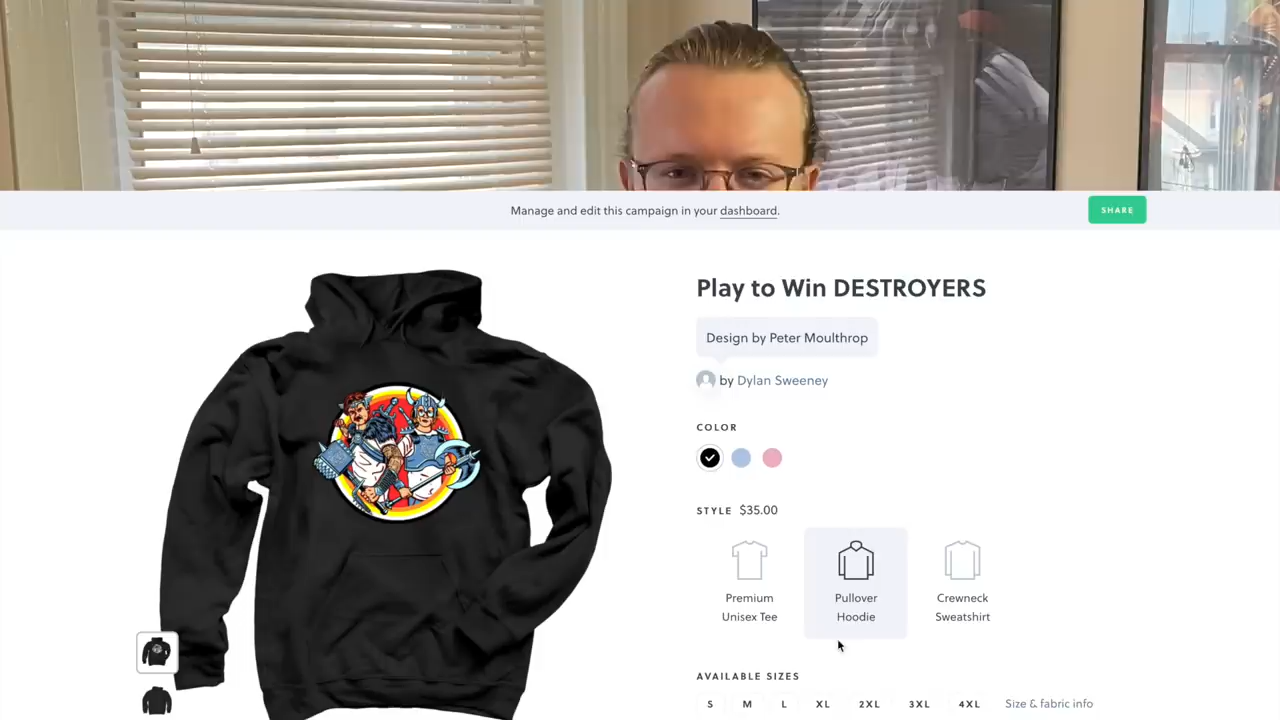 Manage and edit this campaign in your dashboard.
SHARE
Play to Win DESTROYERS
Design by Peter Moulthrop
by Dylan Sweeney
COLOR
STYLE $35.00
Premium
Unisex Tee
Pullover
Hoodie
Crewneck
Sweatshirt
AVAILABLE SIZES
S M L XL 2XL 3XL 4XL Size & fabric info